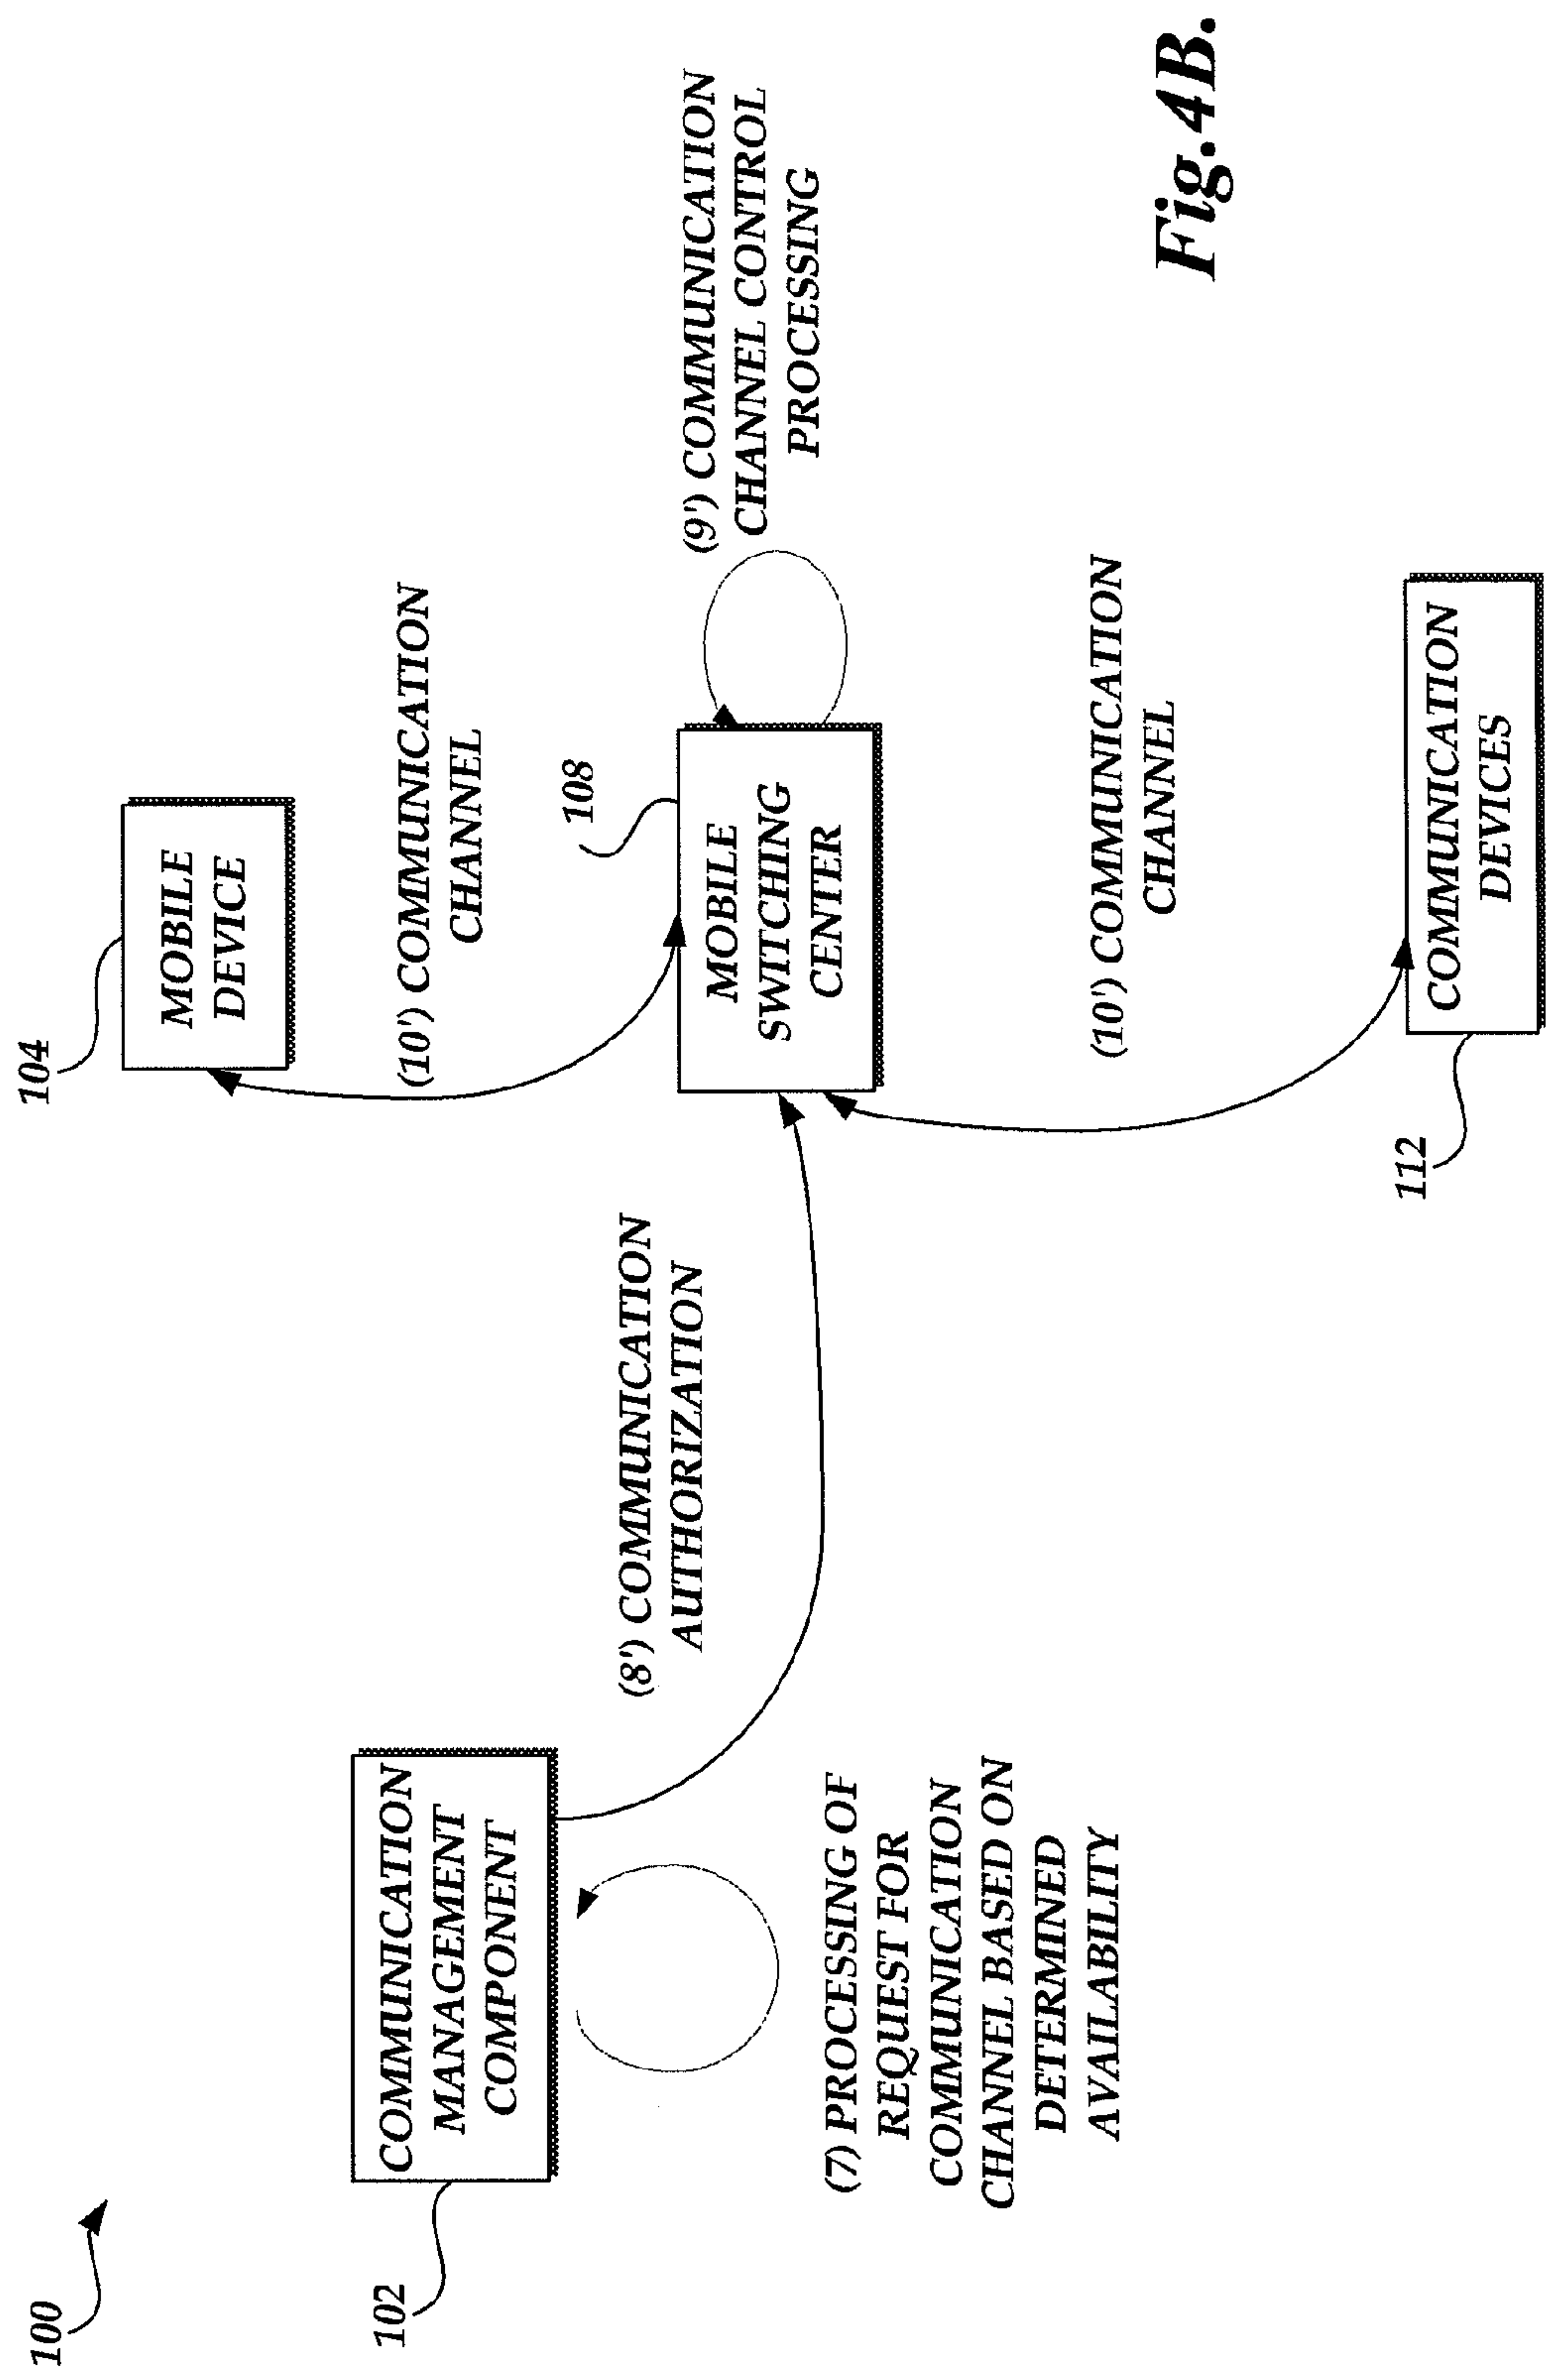 100
102
COMMUNICATION
MANAGEMENT
COMPONENT
(7) PROCESSING OF
REQUEST FOR
COMMUNICATION
CHANNEL BASED ON
DETERMINED
AVAILABILITY
(8') COMMUNICATION
AUTHORIZATION
104
MOBILE
DEVICE
(10') COMMUNICATION
CHANNEL
108
MOBILE
SWITCHING
CENTER
(9') COMMUNICATION
CHANNEL CONTROL
PROCESSING
(10') COMMUNICATION
CHANNEL
112
COMMUNICATION
DEVICES
Fig.4B.